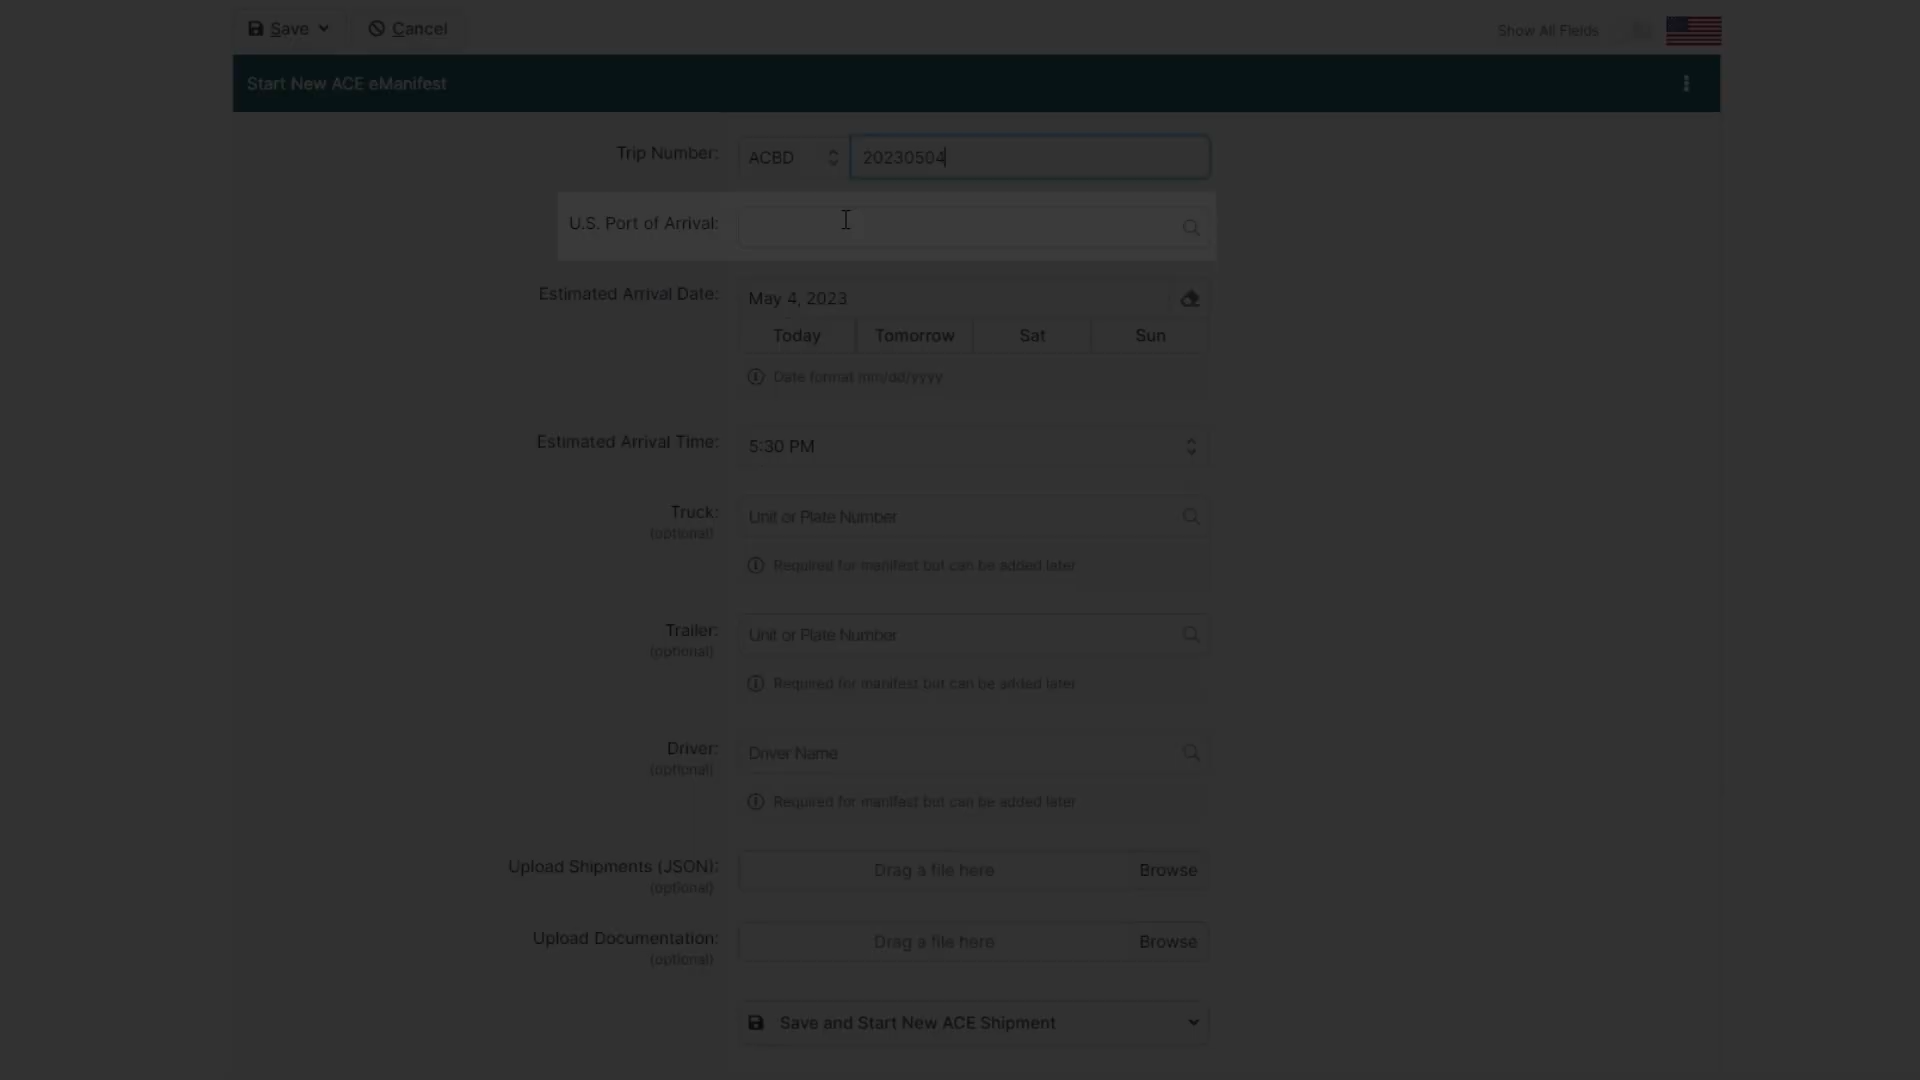 Save
Cancel
Show All Fields
Start New ACE eManifest
Trip Number:
ACBD
20230504
U.S. Port of Arrival:
Estimated Arrival Date:
May 4, 2023
Today
Tomorrow
Sat
Sun
Date format mm/dd/yyyy
Estimated Arrival Time:
5:30 PM
Truck:
(optional)
Unit or Plate Number
Required for manifest but can be added later
Trailer:
(optional)
Unit or Plate Number
Required for manifest but can be added later
Driver:
(optional)
Driver Name
Required for manifest but can be added later
Upload Shipments (JSON):
(optional)
Drag a file here
Browse
Upload Documentation:
(optional)
Drag a file here
Browse
Save and Start New ACE Shipment